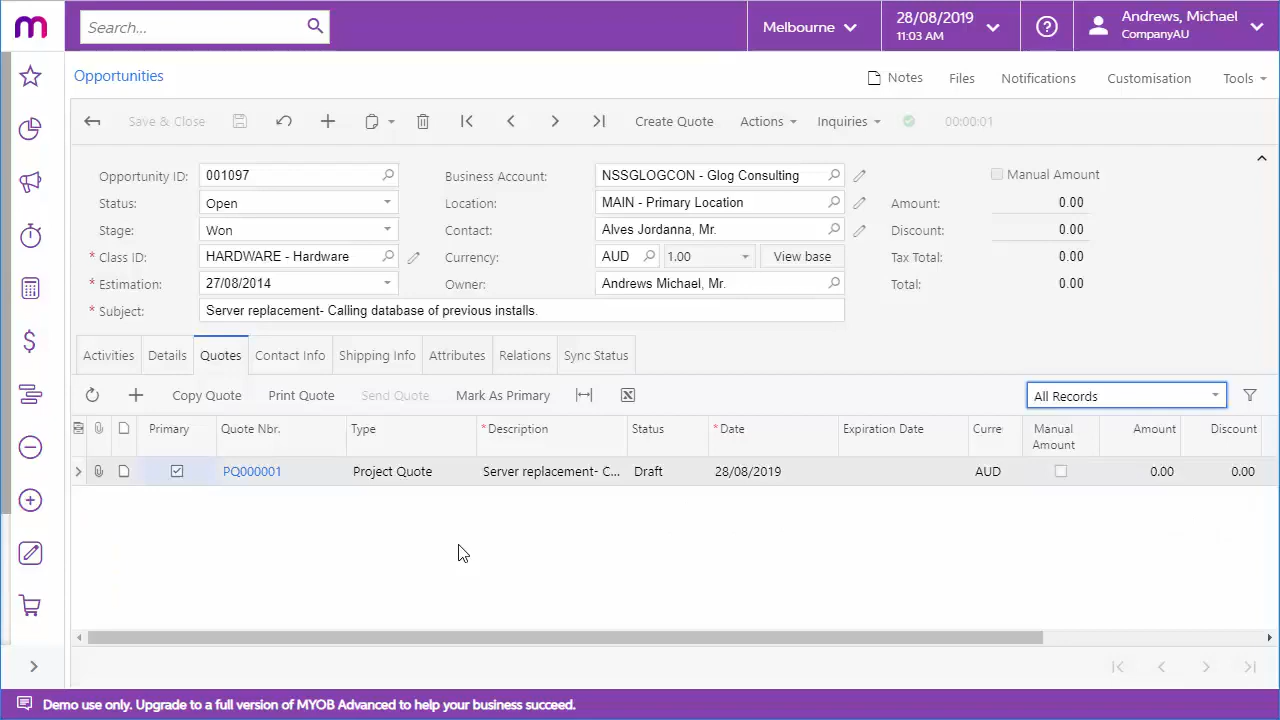 Search...
Melbourne
28/08/2019
11:03 AM
Andrews, Michael
CompanyAU
Opportunities
Notes Files Notifications Customisation Tools
Save & Close Create Quote Actions Inquiries 00:00:01
Opportunity ID: 001097 Business Account: NSSGLOGCON - Glog Consulting Manual Amount
Status: Open Location: MAIN - Primary Location Amount: 0.00
Stage: Won Contact: Alves Jordanna, Mr. Discount: 0.00
* Class ID: HARDWARE - Hardware Currency: AUD 1.00 View base Tax Total: 0.00
* Estimation: 27/08/2014 Owner: Andrews Michael, Mr. Total: 0.00
* Subject: Server replacement- Calling database of previous installs.
Activities Details Quotes Contact Info Shipping Info Attributes Relations Sync Status
Copy Quote Print Quote Send Quote Mark As Primary All Records
Primary Quote Nbr. Type * Description Status * Date Expiration Date Curre Manual Amount Amount Discount
PQ000001 Project Quote Server replacement- C... Draft 28/08/2019 AUD 0.00 0.00
Demo use only. Upgrade to a full version of MYOB Advanced to help your business succeed.